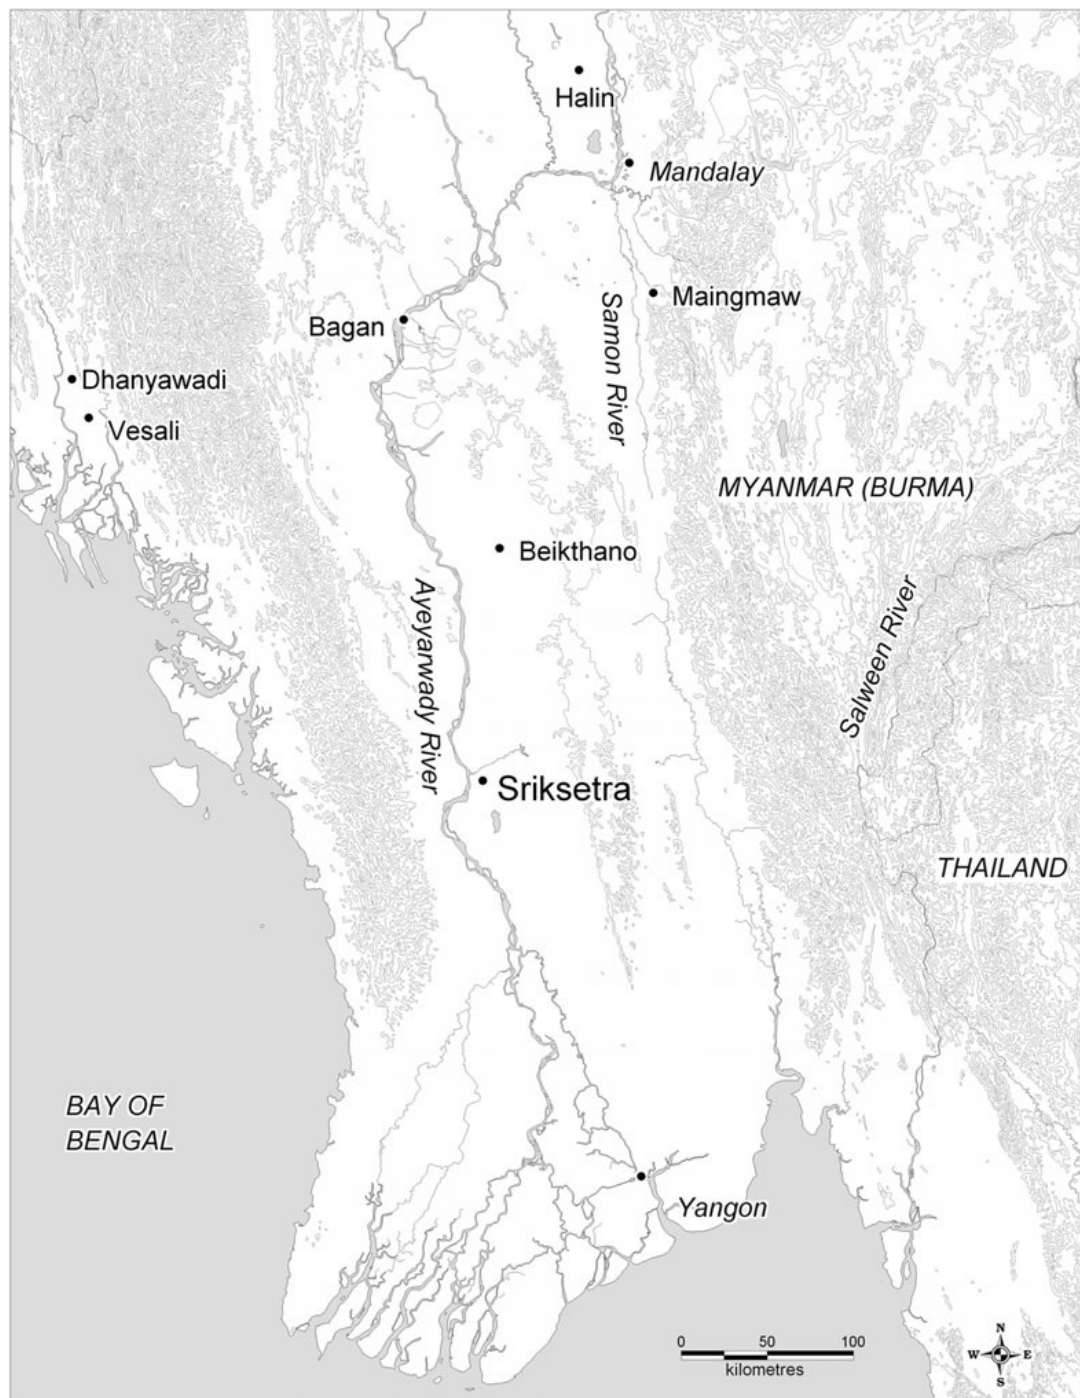 Halin
Mandalay
Samon River
Maingmaw
Bagan
Dhanyawadi
Vesali
MYANMAR (BURMA)
Beikthano
Ayeyarwady River
Salween River
Sriksetra
THAILAND
BAY OF
BENGAL
Yangon
0 50 100
kilometres
N
W E
S